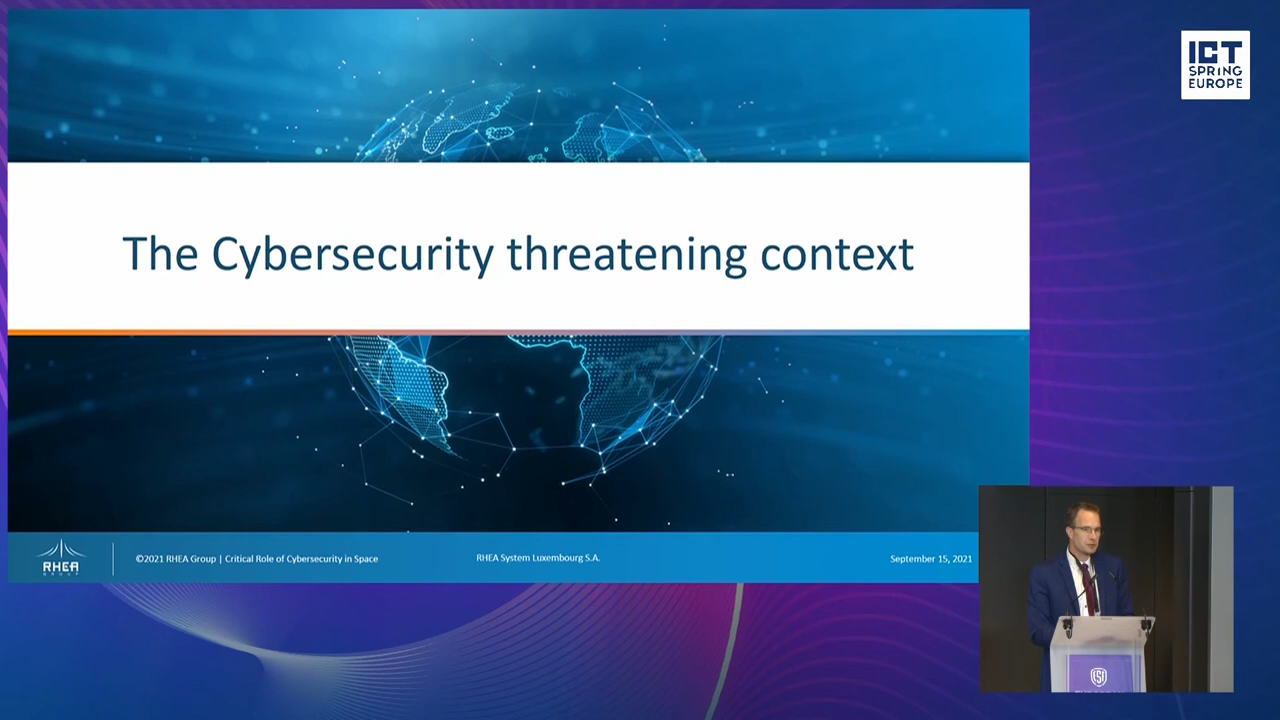 ICT
SPRING
EUROPE
The Cybersecurity threatening context
RHEA
GROUP
©2021 RHEA Group | Critical Role of Cybersecurity in Space
RHEA System Luxembourg S.A.
September 15, 2021